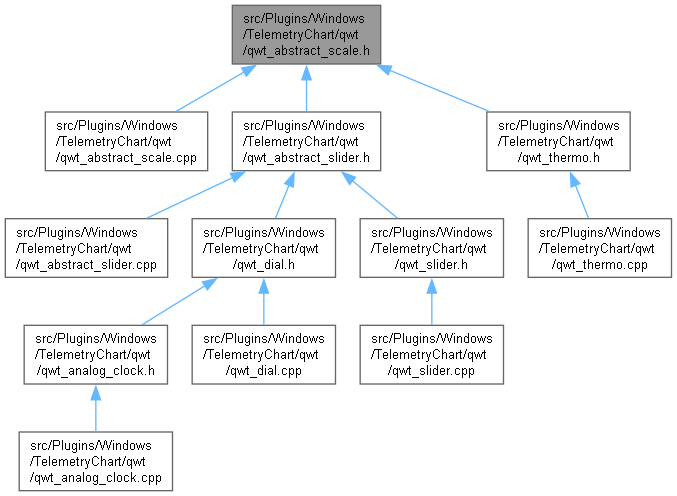 src/Plugins/Windows
/TelemetryChart/qwt
/qwt_abstract_scale.h
src/Plugins/Windows
/TelemetryChart/qwt
/qwt_abstract_scale.cpp
src/Plugins/Windows
/TelemetryChart/qwt
/qwt_abstract_slider.h
src/Plugins/Windows
/TelemetryChart/qwt
/qwt_thermo.h
src/Plugins/Windows
/TelemetryChart/qwt
/qwt_abstract_slider.cpp
src/Plugins/Windows
/TelemetryChart/qwt
/qwt_dial.h
src/Plugins/Windows
/TelemetryChart/qwt
/qwt_slider.h
src/Plugins/Windows
/TelemetryChart/qwt
/qwt_thermo.cpp
src/Plugins/Windows
/TelemetryChart/qwt
/qwt_analog_clock.h
src/Plugins/Windows
/TelemetryChart/qwt
/qwt_dial.cpp
src/Plugins/Windows
/TelemetryChart/qwt
/qwt_slider.cpp
src/Plugins/Windows
/TelemetryChart/qwt
/qwt_analog_clock.cpp